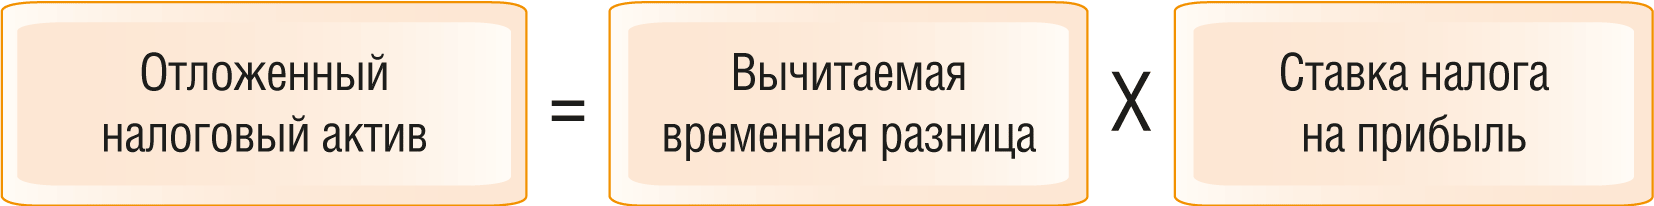 Отложенный
налоговый актив
=
Вычитаемая
временная разница
X
Ставка налога
на прибыль